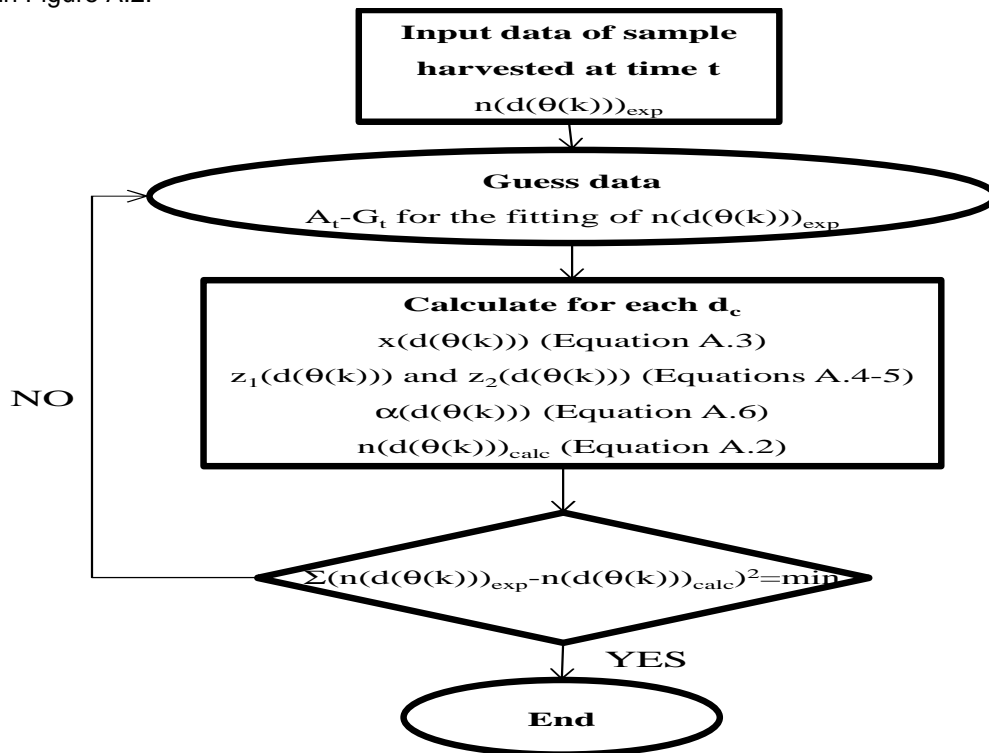 in Figure A.2.
Input data of sample
harvested at time t
n(d(θ(k)))exp
Guess data
At-Gt for the fitting of n(d(θ(k)))exp
Calculate for each dc
x(d(θ(k))) (Equation A.3)
z1(d(θ(k))) and z2(d(θ(k))) (Equations A.4-5)
α(d(θ(k))) (Equation A.6)
n(d(θ(k)))calc (Equation A.2)
NO
Σ(n(d(θ(k)))exp-n(d(θ(k)))calc)²=min
YES
End